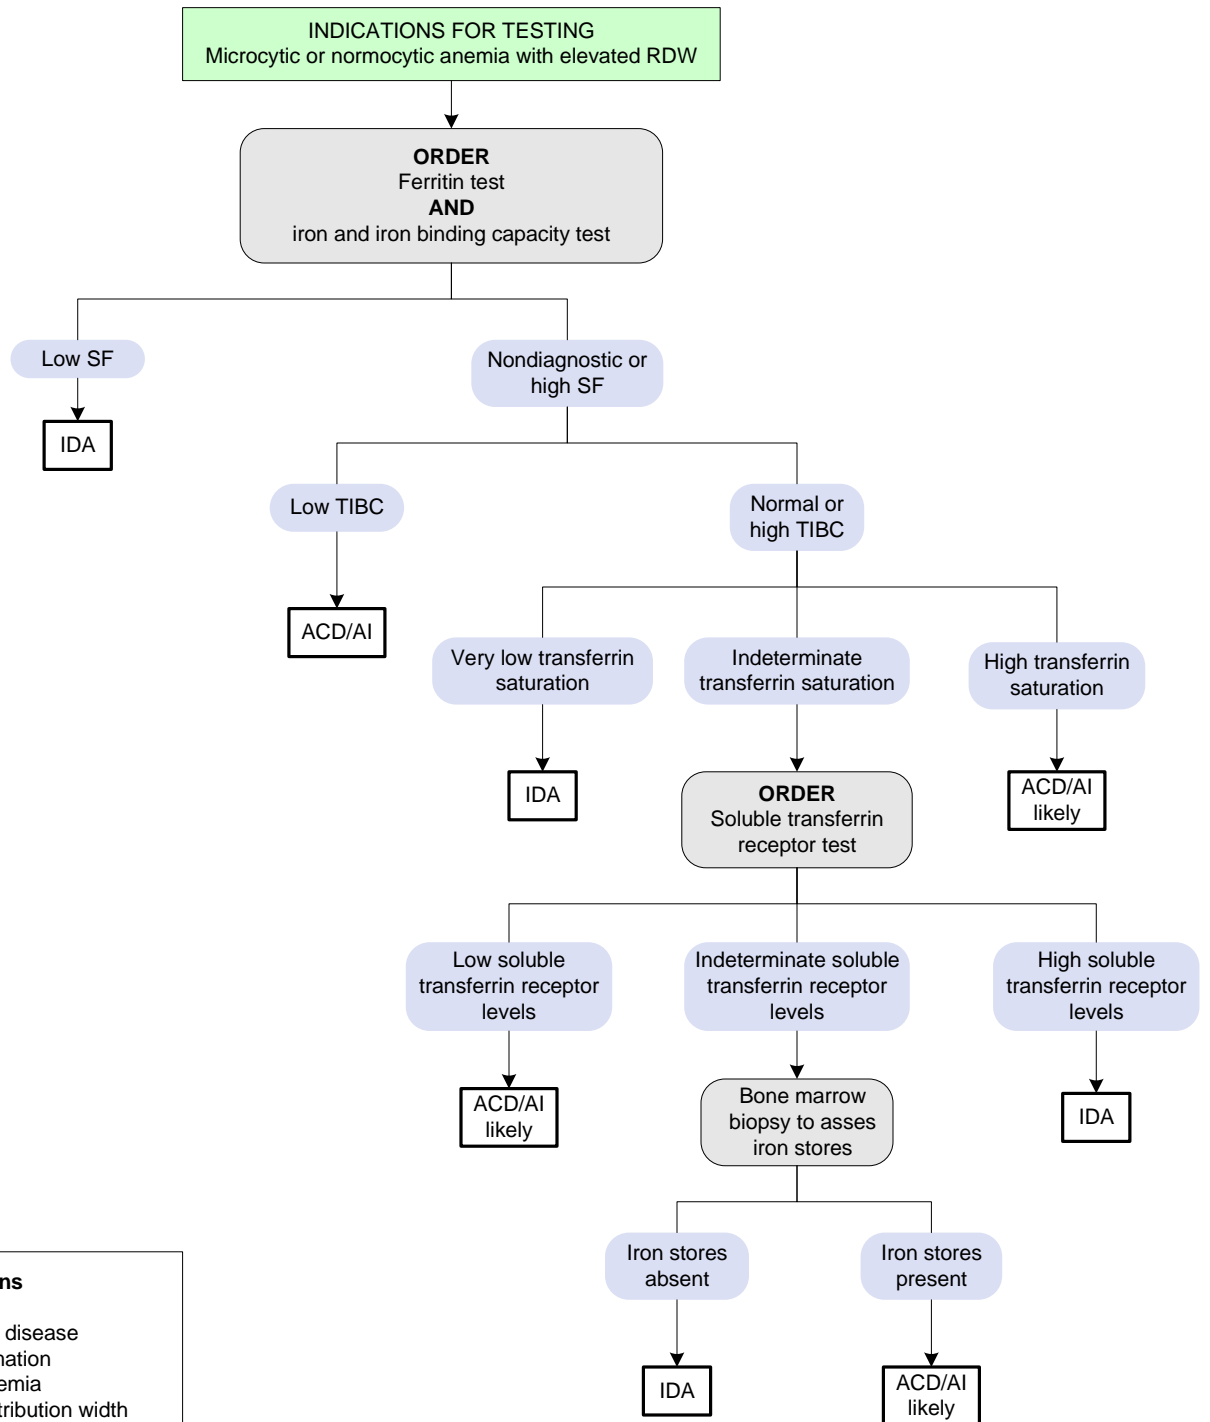 INDICATIONS FOR TESTING
Microcytic or normocytic anemia with elevated RDW
ORDER
Ferritin test
AND
iron and iron binding capacity test
Low SF
Nondiagnostic or
high SF
IDA
Low TIBC
Normal or
high TIBC
ACD/AI
Very low transferrin
saturation
Indeterminate
transferrin saturation
High transferrin
saturation
IDA
ORDER
Soluble transferrin
receptor test
ACD/AI
likely
Low soluble
transferrin receptor
levels
Indeterminate soluble
transferrin receptor
levels
High soluble
transferrin receptor
levels
ACD/AI
likely
Bone marrow
biopsy to asses
iron stores
IDA
Iron stores
absent
Iron stores
present
IDA
ACD/AI
likely
disease
width